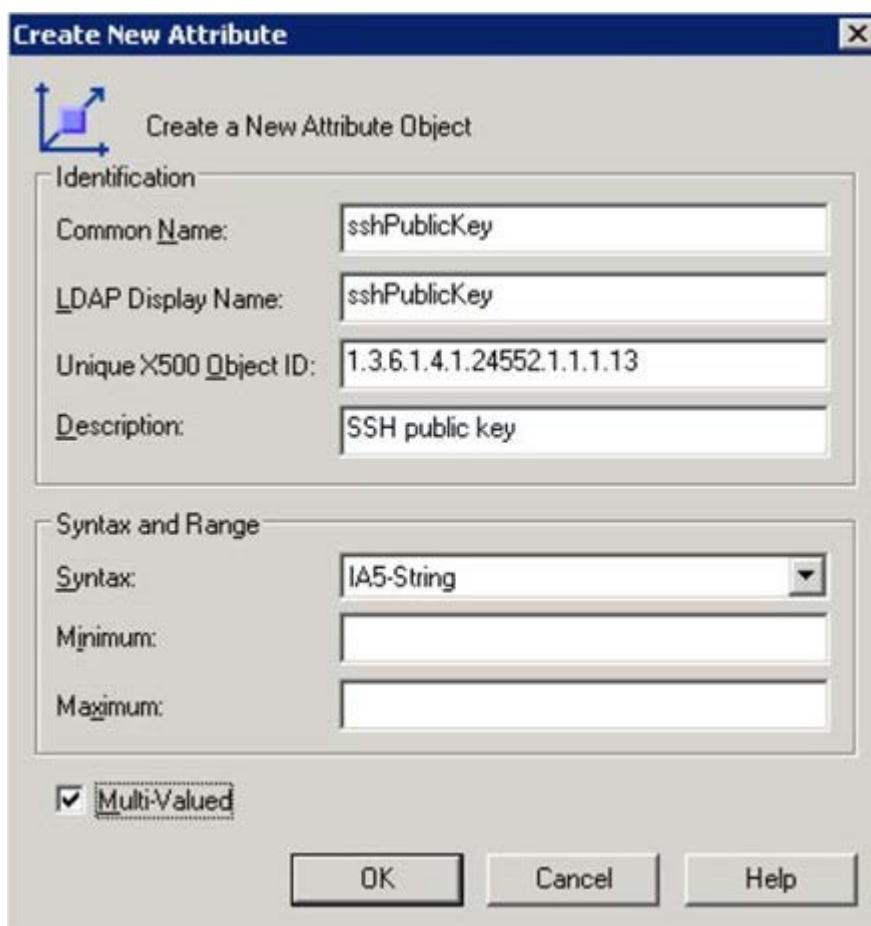 Create New Attribute
Create a New Attribute Object
Identification
Common Name: sshPublicKey
LDAP Display Name: sshPublicKey
Unique X500 Object ID: 1.3.6.1.4.1.24552.1.1.1.13
Description: SSH public key
Syntax and Range
Syntax: IA5-String
Minimum:
Maximum:
Multi-Valued
OK Cancel Help